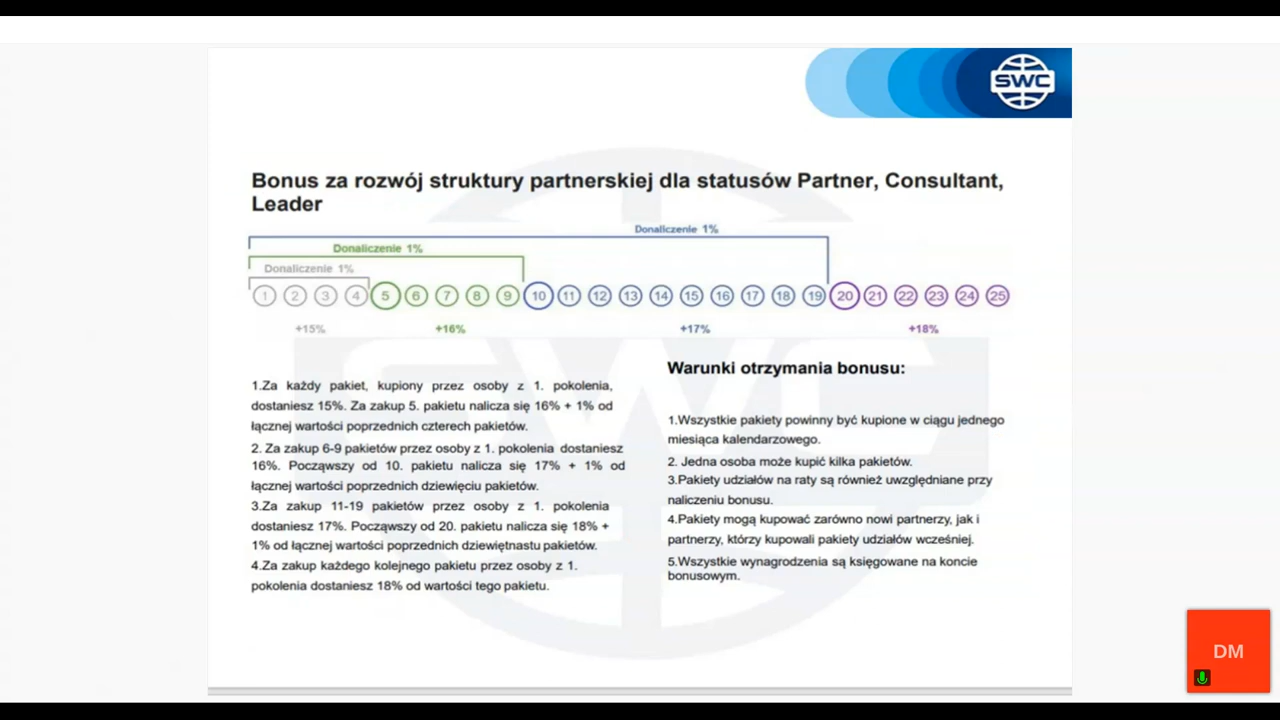 SWC
Bonus za rozwój struktury partnerskiej dla statusów Partner, Consultant,
Leader
Donaliczenie 1%
Donaliczenie 1%
Donaliczenie 1%
1 2 3 4 5 6 7 8 9 10 11 12 13 14 15 16 17 18 19 20 21 22 23 24 25
+15% +16% +17% +18%
1.Za każdy pakiet, kupiony przez osoby z 1. pokolenia,
dostaniesz 15%. Za zakup 5. pakietu nalicza się 16% + 1% od
łącznej wartości poprzednich czterech pakietów.
2. Za zakup 6-9 pakietów przez osoby z 1. pokolenia dostaniesz
16%. Począwszy od 10. pakietu nalicza się 17% + 1% od
łącznej wartości poprzednich dziewięciu pakietów.
3.Za zakup 11-19 pakietów przez osoby z 1. pokolenia
dostaniesz 17%. Począwszy od 20. pakietu nalicza się 18% +
1% od łącznej wartości poprzednich dziewiętnastu pakietów.
4.Za zakup każdego kolejnego pakietu przez osoby z 1.
pokolenia dostaniesz 18% od wartości tego pakietu.
Warunki otrzymania bonusu:
1.Wszystkie pakiety powinny być kupione w ciągu jednego
miesiąca kalendarzowego.
2. Jedna osoba może kupić kilka pakietów.
3.Pakiety udziałów na raty są również uwzględniane przy
naliczeniu bonusu.
4.Pakiety mogą kupować zarówno nowi partnerzy, jak i
partnerzy, którzy kupowali pakiety udziałów wcześniej.
5.Wszystkie wynagrodzenia są księgowane na koncie
bonusowym.
SWC
DM